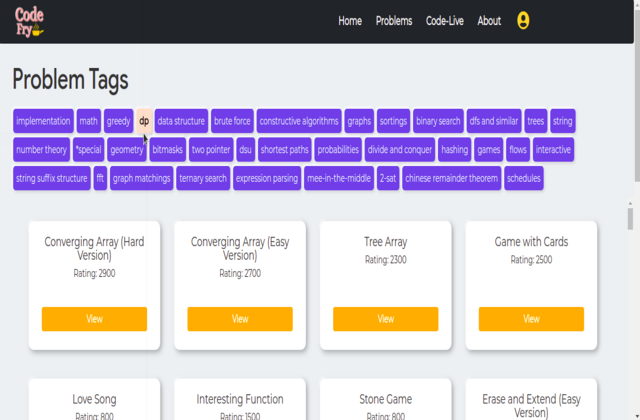 Code Fry
Home Problems Code-Live About
Problem Tags
implementation math greedy dp data structure brute force constructive algorithms graphs sortings binary search dfs and similar trees string
number theory *special geometry bitmasks two pointer dsu shortest paths probabilities divide and conquer hashing games flows interactive
string suffix structure fft graph matchings ternary search expression parsing mee-in-the-middle 2-sat chinese remainder theorem schedules
Converging Array (Hard Version)
Rating: 2900
View
Converging Array (Easy Version)
Rating: 2700
View
Tree Array
Rating: 2300
View
Game with Cards
Rating: 2500
View
Love Song
Rating: 800
Interesting Function
Rating: 1500
Stone Game
Rating: 800
Erase and Extend (Easy Version)